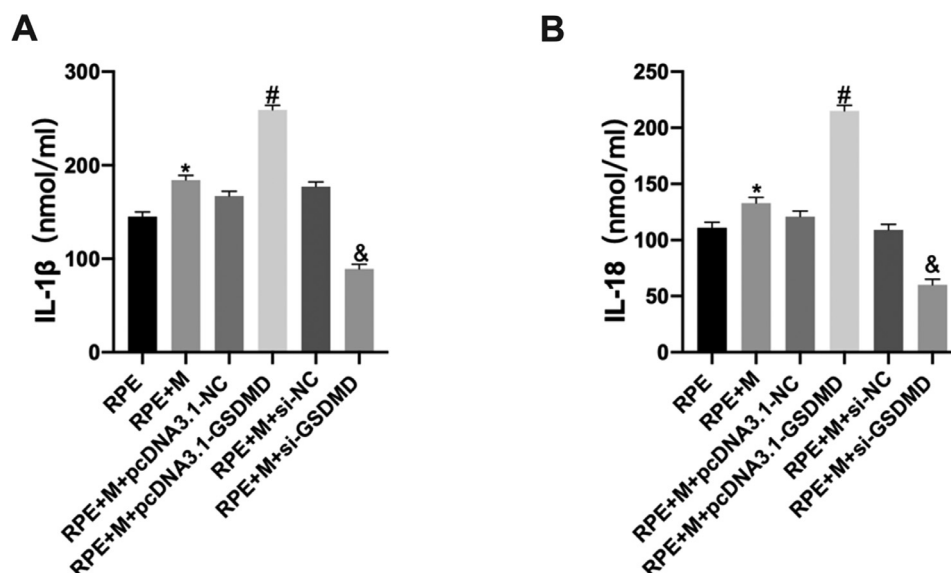 A
IL-1β (nmol/ml)
300
200
100
0
*
#
&
RPE
RPE+M
RPE+M+pcDNA3.1-NC
RPE+M+pcDNA3.1-GSDMD
RPE+M+si-NC
RPE+M+si-GSDMD
B
IL-18 (nmol/ml)
250
200
150
100
50
0
*
#
&
RPE
RPE+M
RPE+M+pcDNA3.1-NC
RPE+M+pcDNA3.1-GSDMD
RPE+M+si-NC
RPE+M+si-GSDMD